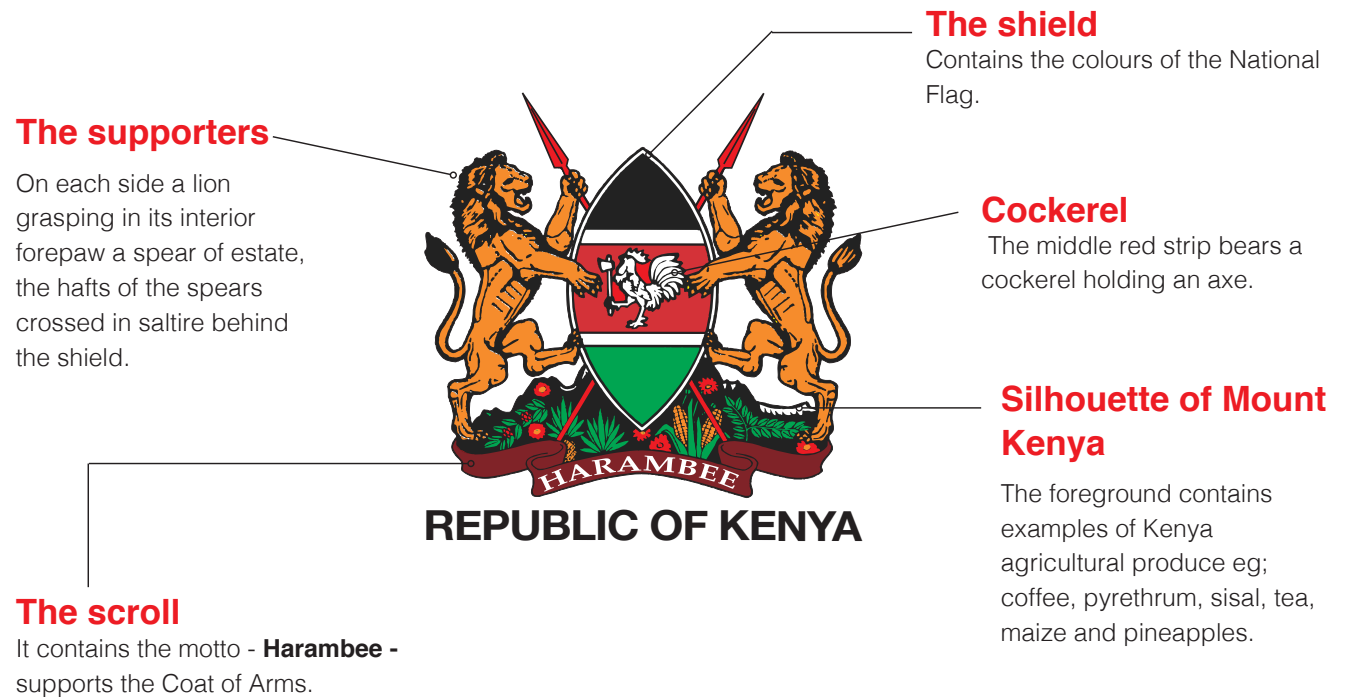 The shield
Contains the colours of the National
Flag.
The supporters
On each side a lion
grasping in its interior
forepaw a spear of estate,
the hafts of the spears
crossed in saltire behind
the shield.
Cockerel
The middle red strip bears a
cockerel holding an axe.
Silhouette of Mount
Kenya
The foreground contains
examples of Kenya
agricultural produce eg;
coffee, pyrethrum, sisal, tea,
maize and pineapples.
HARAMBEE
REPUBLIC OF KENYA
The scroll
It contains the motto - Harambee -
supports the Coat of Arms.